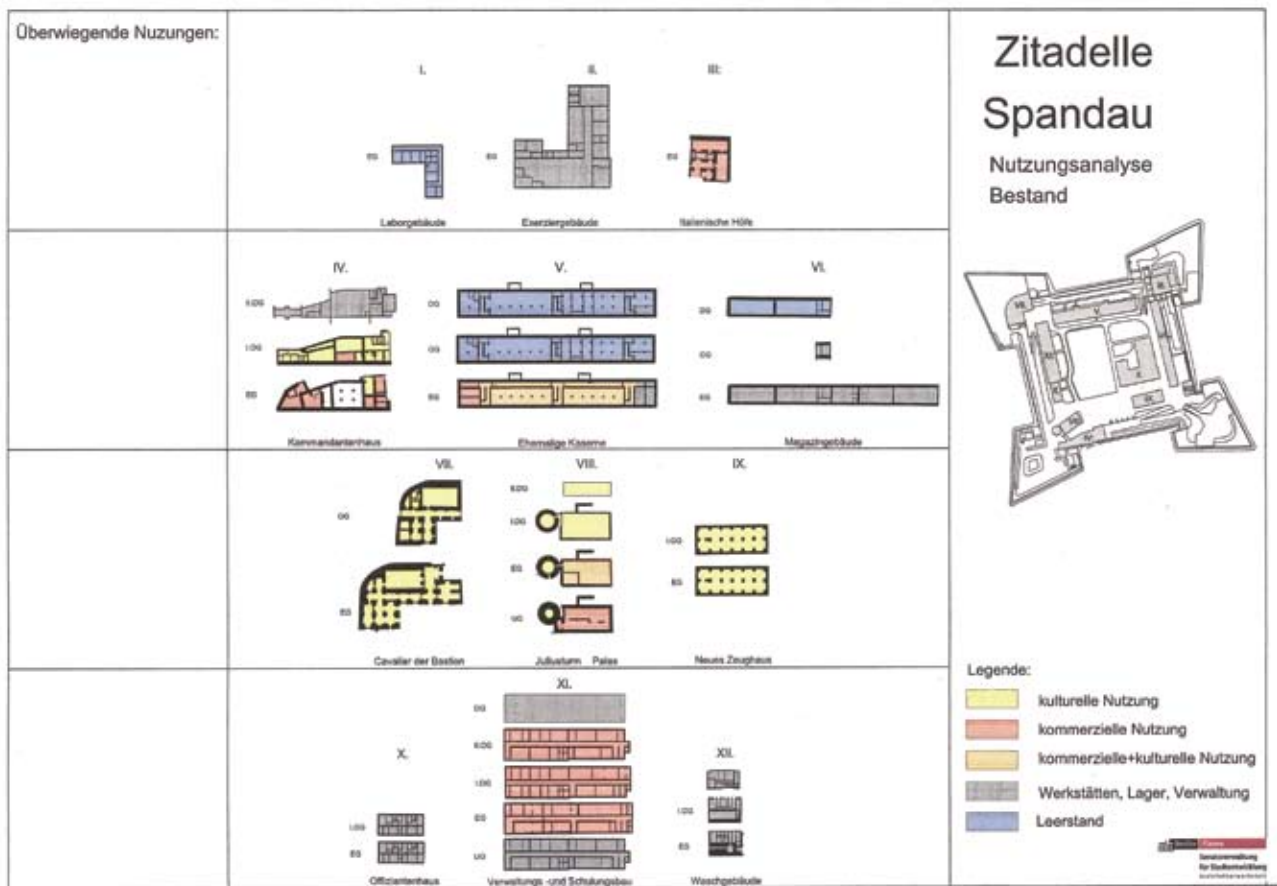 Überwiegende Nuzungen:
I.
II.
III:
EG
EG
EG
Laborgebäude
Exerziergebäude
Italienische Höfe
IV.
V.
VI.
II.OG
DG
DG
I.OG
OG
OG
EG
EG
EG
Kommandantenhaus
Ehemalige Kaserne
Magazingebäude
VII.
VIII.
IX.
II.OG
OG
I.OG
I.OG
EG
EG
EG
UG
Cavalier der Bastion
Juliusturm Palas
Neues Zeughaus
XI.
DG
II.OG
X.
XII.
I.OG
I.OG
I.OG
EG
EG
EG
UG
Offiziantenhaus
Verwaltungs -und Schulungsbau
Waschgebäude
Zitadelle
Spandau
Nutzungsanalyse
Bestand
Legende:
kulturelle Nutzung
kommerzielle Nutzung
kommerzielle+kulturelle Nutzung
Werkstätten, Lager, Verwaltung
Leerstand
Senatsverwaltung
für Stadtentwicklung